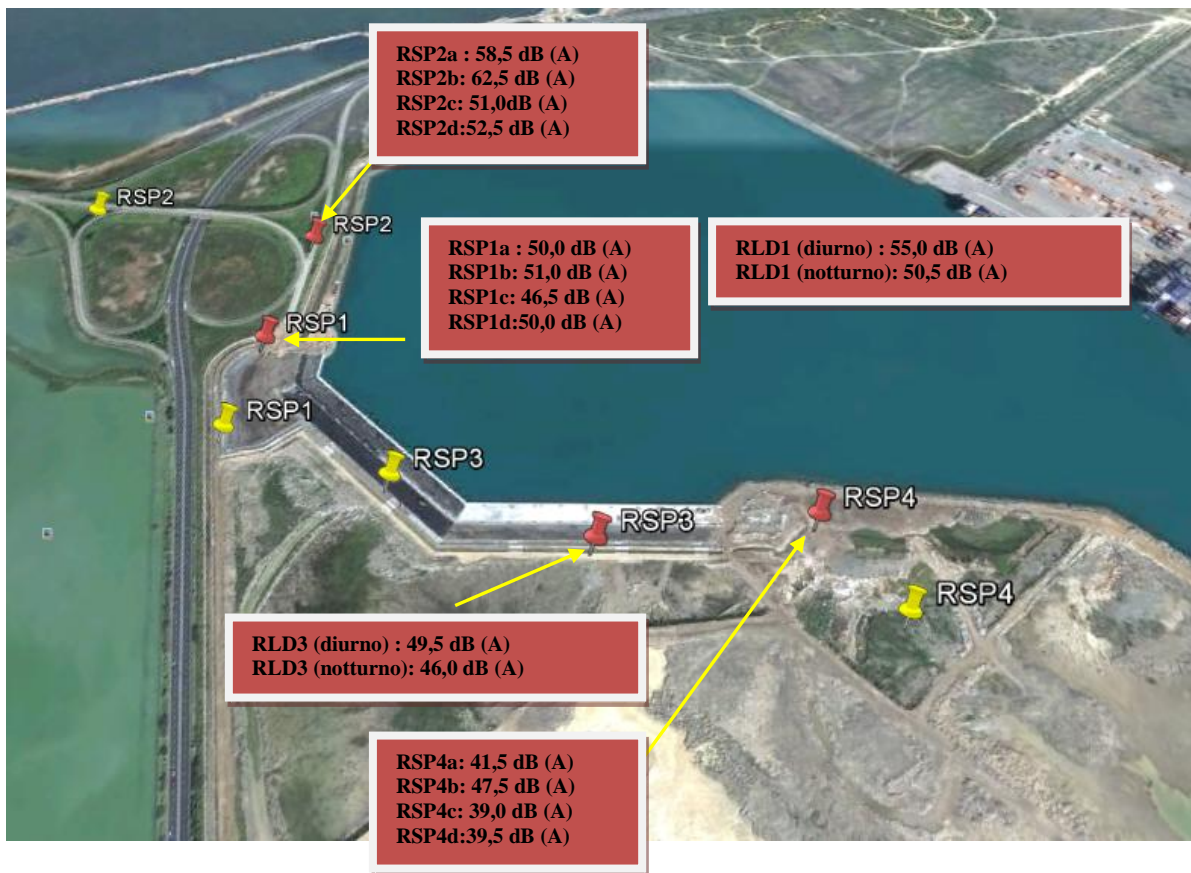 RSP2a : 58,5 dB (A)
RSP2b: 62,5 dB (A)
RSP2c: 51,0dB (A)
RSP2d:52,5 dB (A)
RSP2
RSP2
RSP1a : 50,0 dB (A)
RSP1b: 51,0 dB (A)
RSP1c: 46,5 dB (A)
RSP1d:50,0 dB (A)
RLD1 (diurno) : 55,0 dB (A)
RLD1 (notturno): 50,5 dB (A)
RSP1
RSP1
RSP3
RSP3
RSP4
RSP4
RLD3 (diurno) : 49,5 dB (A)
RLD3 (notturno): 46,0 dB (A)
RSP4a: 41,5 dB (A)
RSP4b: 47,5 dB (A)
RSP4c: 39,0 dB (A)
RSP4d:39,5 dB (A)